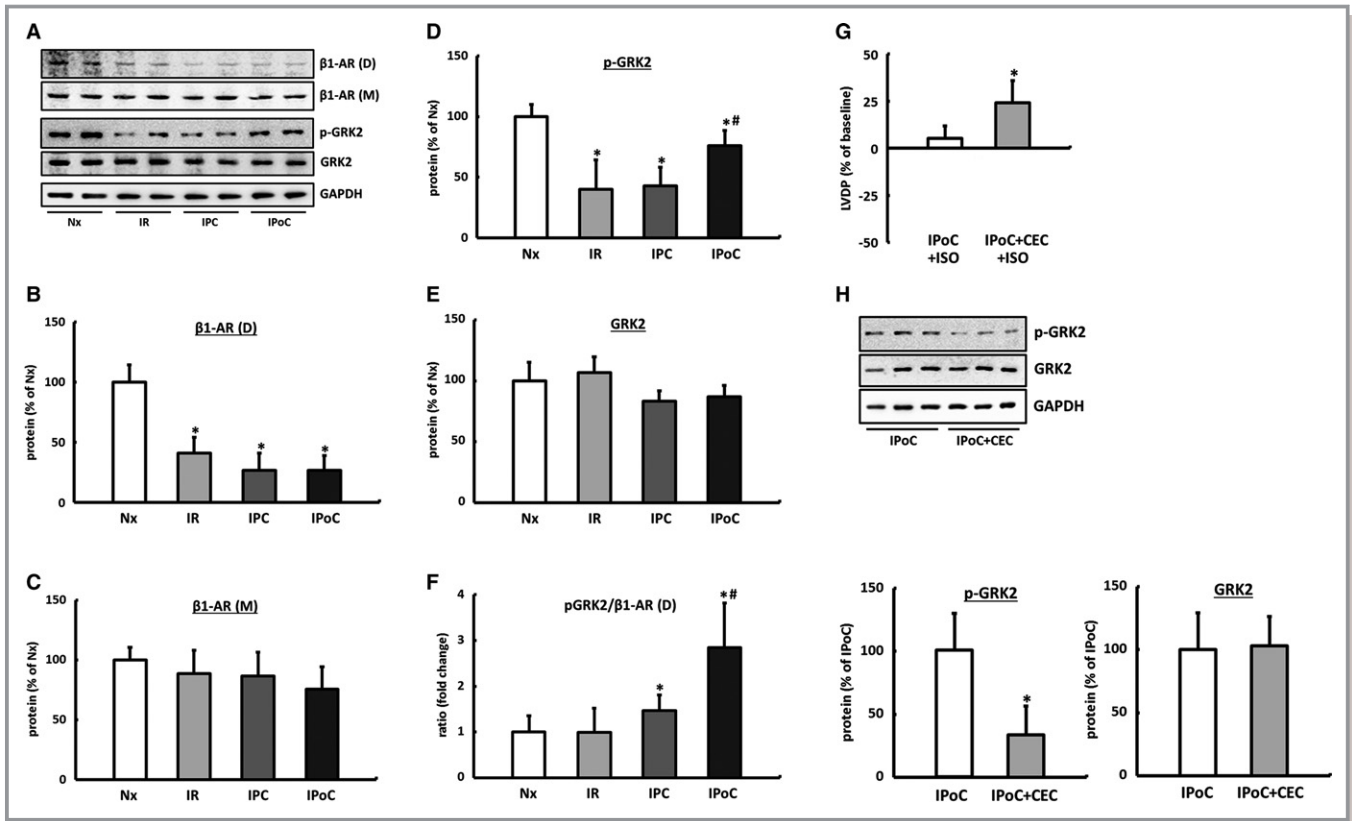 A
β1-AR (D)
β1-AR (M)
p-GRK2
GRK2
GAPDH
Nx IR IPC IPoC
B
β1-AR (D)
protein (% of Nx)
150
100
50
0
*
*
*
Nx IR IPC IPoC
C
β1-AR (M)
protein (% of Nx)
150
100
50
0
Nx IR IPC IPoC
D
p-GRK2
protein (% of Nx)
150
100
50
0
*
*
*#
Nx IR IPC IPoC
E
GRK2
protein (% of Nx)
150
100
50
0
Nx IR IPC IPoC
F
pGRK2/β1-AR (D)
ratio (fold change)
4
3
2
1
0
*
*#
Nx IR IPC IPoC
G
LVDP (% of baseline)
50
25
0
-25
-50
*
IPoC IPoC+CEC
+ISO +ISO
H
p-GRK2
GRK2
GAPDH
IPoC IPoC+CEC
p-GRK2
protein (% of IPoC)
150
100
50
0
*
IPoC IPoC+CEC
GRK2
protein (% of IPoC)
150
100
50
0
IPoC IPoC+CEC